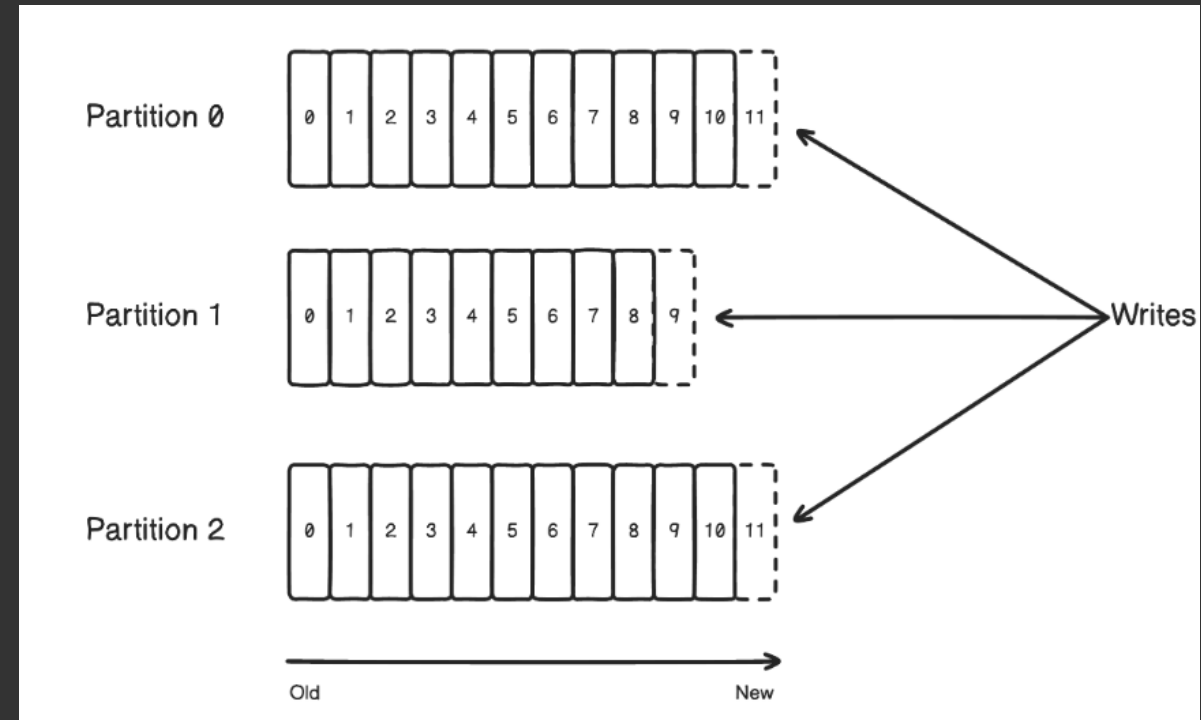 Partition 0
0 1 2 3 4 5 6 7 8 9 10 11
Partition 1
0 1 2 3 4 5 6 7 8 9
Writes
Partition 2
0 1 2 3 4 5 6 7 8 9 10 11
Old
New